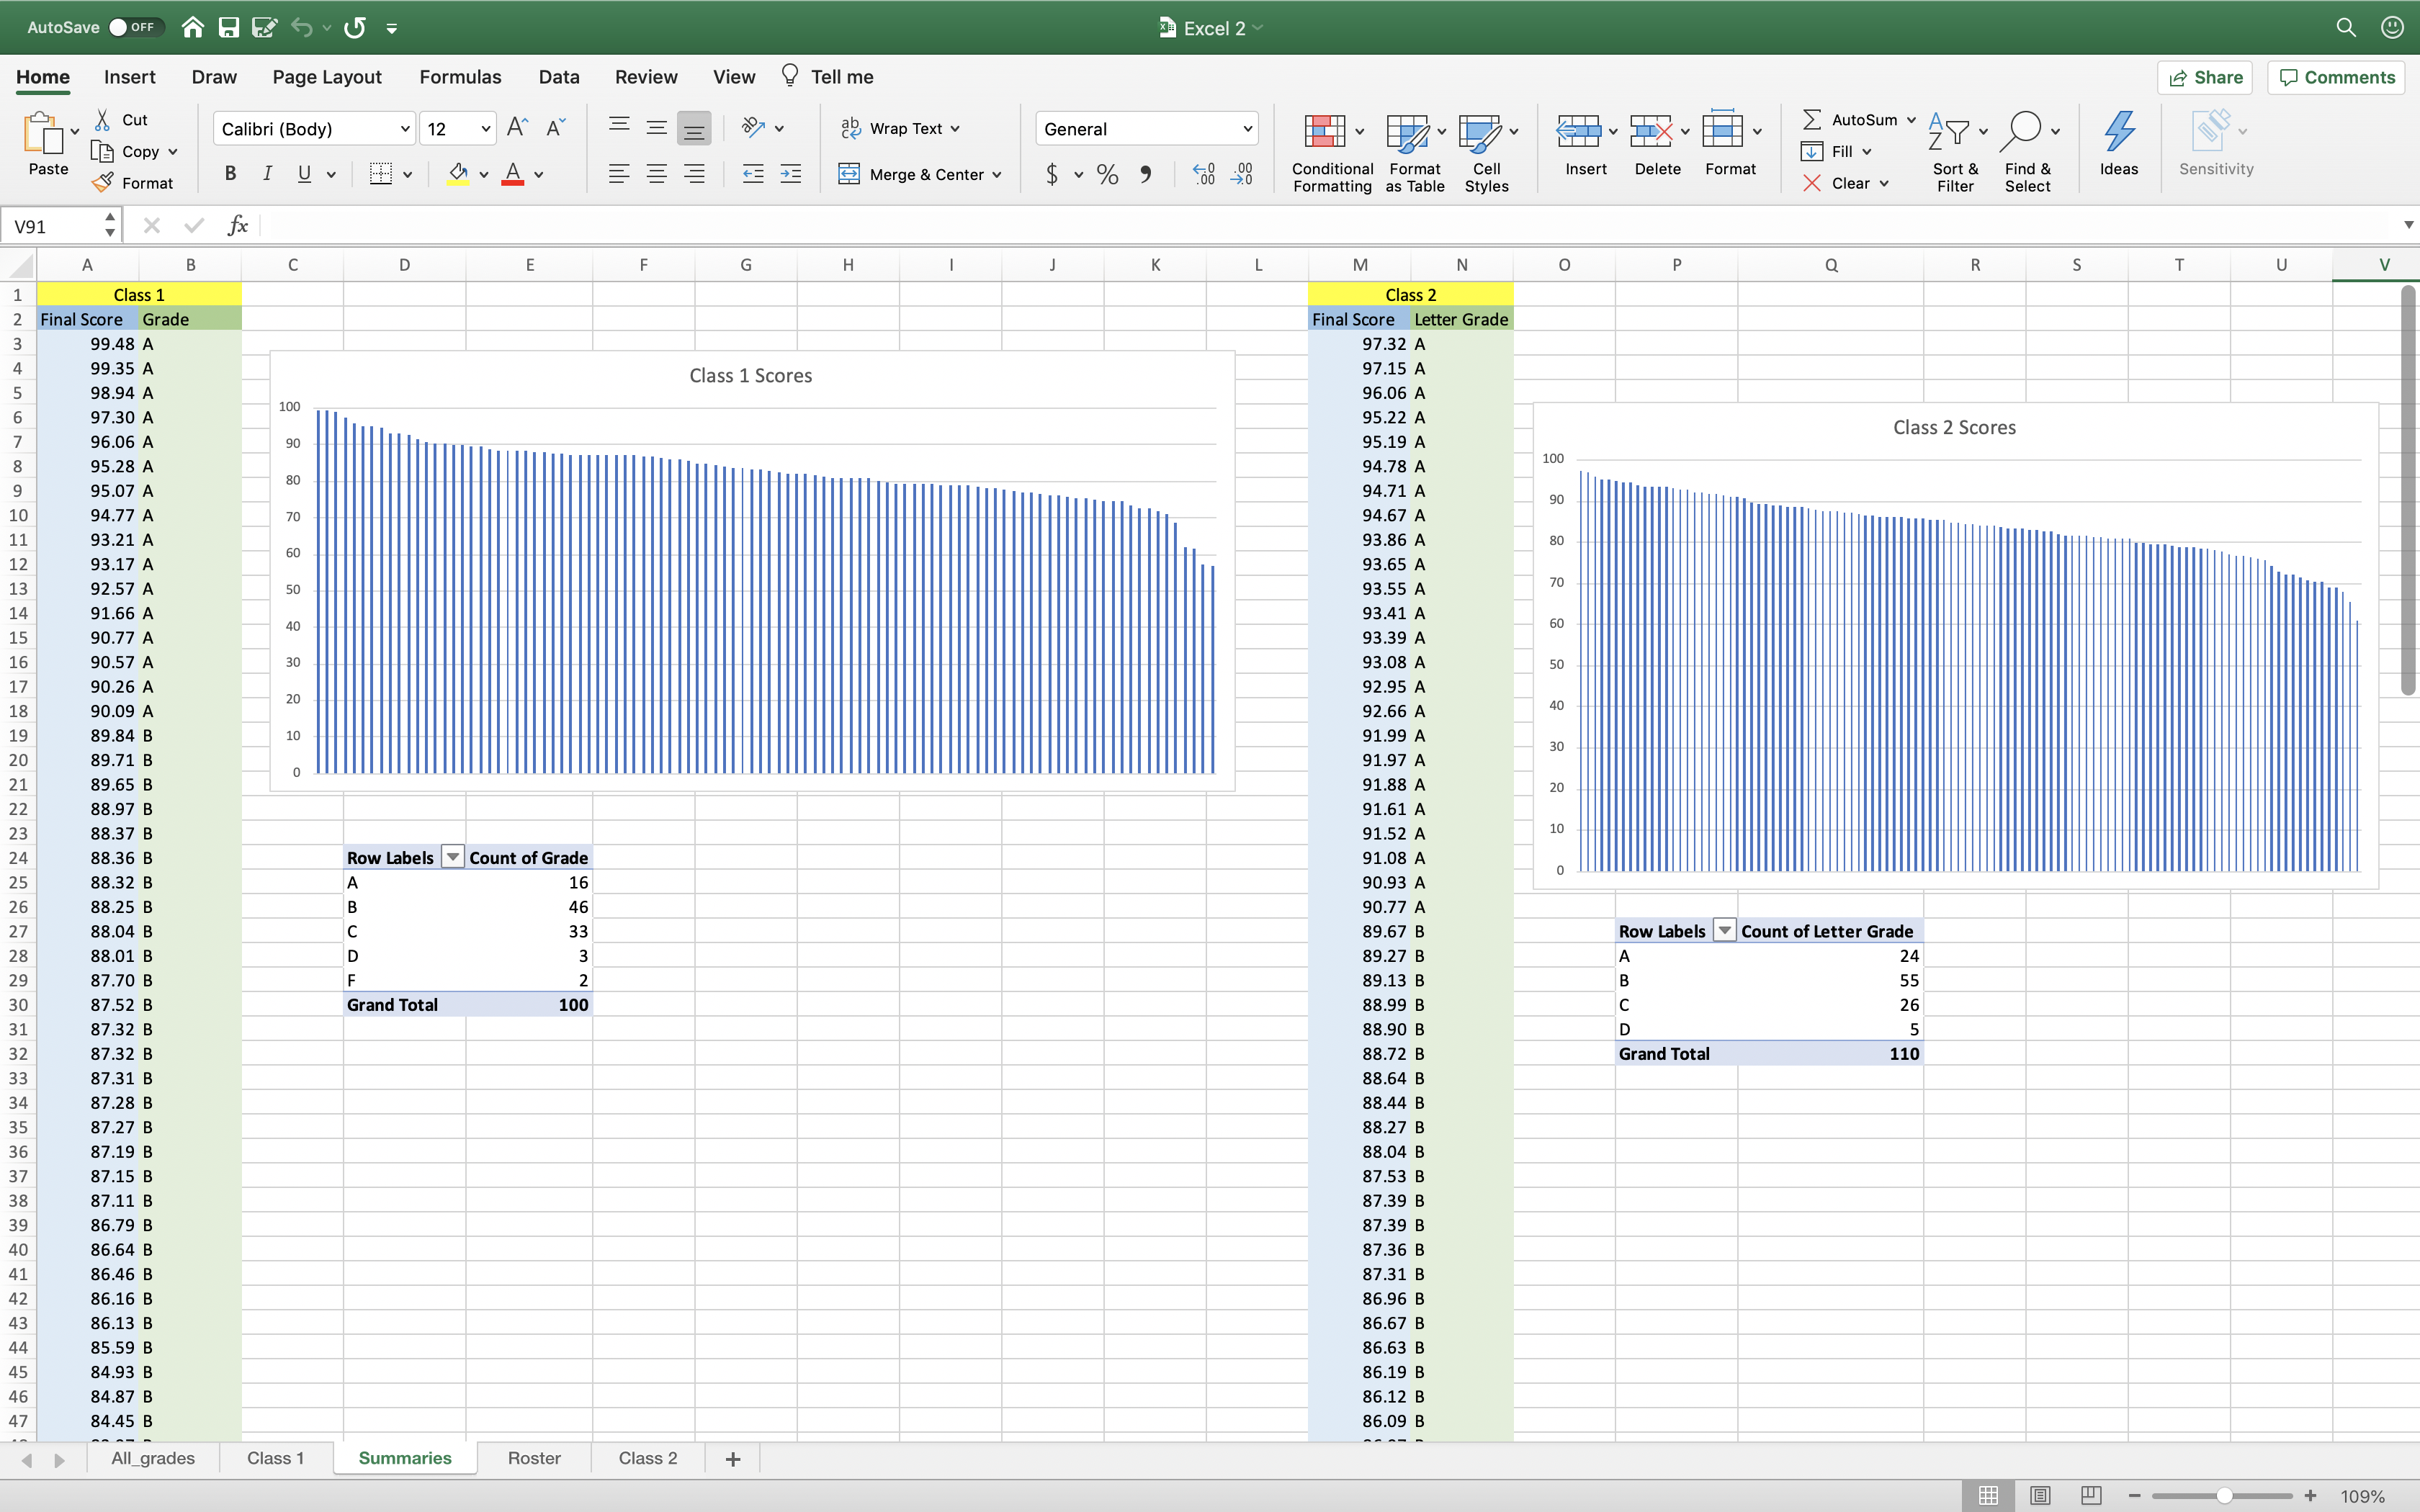 AutoSave OFF Excel 2
Home Insert Draw Page Layout Formulas Data Review View Tell me Share Comments
Paste Cut Copy Format
Calibri (Body) 12
B I U A
Wrap Text
Merge & Center
General
$ % .00 .00
Conditional Formatting Format as Table Cell Styles
Insert Delete Format
AutoSum Fill Clear
Sort & Filter Find & Select Ideas Sensitivity
V91 fx
A B C D E F G H I J K L M N O P Q R S T U V
1 Class 1 Class 2
2 Final Score Grade Final Score Letter Grade
3 99.48 A 97.32 A
4 99.35 A 97.15 A
5 98.94 A 96.06 A
6 97.30 A 95.22 A
7 96.06 A 95.19 A
8 95.28 A 94.78 A
9 95.07 A 94.71 A
10 94.77 A 94.67 A
11 93.21 A 93.86 A
12 93.17 A 93.65 A
13 92.57 A 93.55 A
14 91.66 A 93.41 A
15 90.77 A 93.39 A
16 90.57 A 93.08 A
17 90.26 A 92.95 A
18 90.09 A 92.66 A
19 89.84 B 91.99 A
20 89.71 B 91.97 A
21 89.65 B 91.88 A
22 88.97 B 91.61 A
23 88.37 B 91.52 A
24 88.36 B 91.08 A
25 88.32 B 90.93 A
26 88.25 B 90.77 A
27 88.04 B 89.67 B
28 88.01 B 89.27 B
29 87.70 B 89.13 B
30 87.52 B 88.99 B
31 87.32 B 88.90 B
32 87.32 B 88.72 B
33 87.31 B 88.64 B
34 87.28 B 88.44 B
35 87.27 B 88.27 B
36 87.19 B 88.04 B
37 87.15 B 87.53 B
38 87.11 B 87.39 B
39 86.79 B 87.39 B
40 86.64 B 87.36 B
41 86.46 B 87.31 B
42 86.16 B 86.96 B
43 86.13 B 86.67 B
44 85.59 B 86.63 B
45 84.93 B 86.19 B
46 84.87 B 86.12 B
47 84.45 B 86.09 B
Class 1 Scores
100
90
80
70
60
50
40
30
20
10
0
Row Labels Count of Grade
A 16
B 46
C 33
D 3
F 2
Grand Total 100
Class 2 Scores
100
90
80
70
60
50
40
30
20
10
0
Row Labels Count of Letter Grade
A 24
B 55
C 26
D 5
Grand Total 110
All_grades Class 1 Summaries Roster Class 2 +
109%